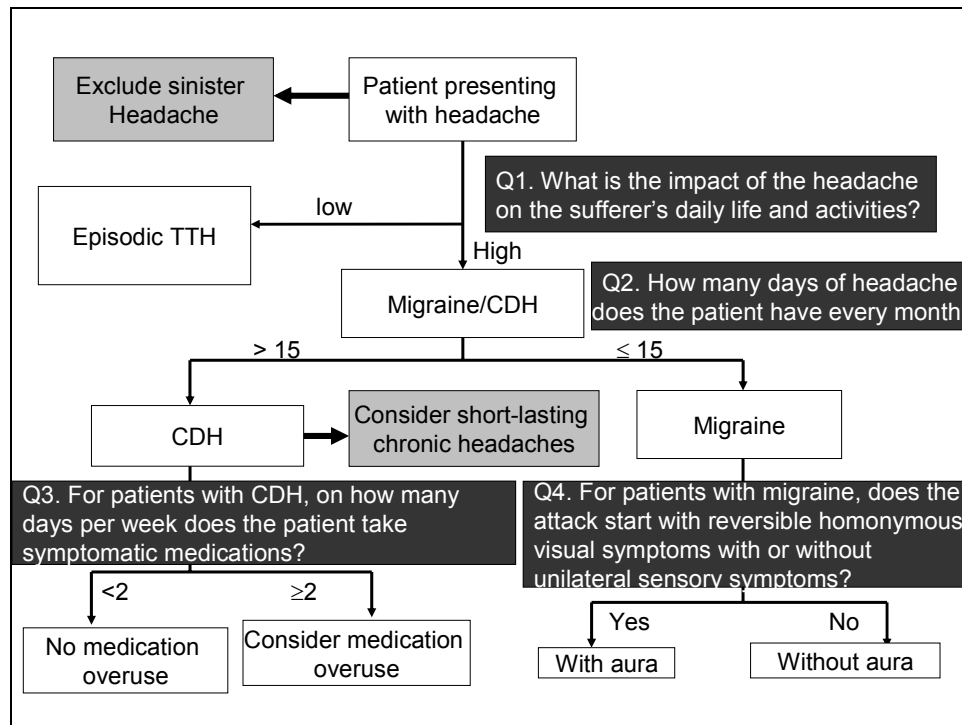 Exclude sinister
Headache
Patient presenting
with headache
Q1. What is the impact of the headache
on the sufferer's daily life and activities?
low
Episodic TTH
High
Q2. How many days of headache
does the patient have every month
Migraine/CDH
> 15
≤ 15
CDH
Consider short-lasting
chronic headaches
Migraine
Q3. For patients with CDH, on how many
days per week does the patient take
symptomatic medications?
Q4. For patients with migraine, does the
attack start with reversible homonymous
visual symptoms with or without
unilateral sensory symptoms?
<2
≥2
Yes
No
No medication
overuse
Consider medication
overuse
With aura
Without aura